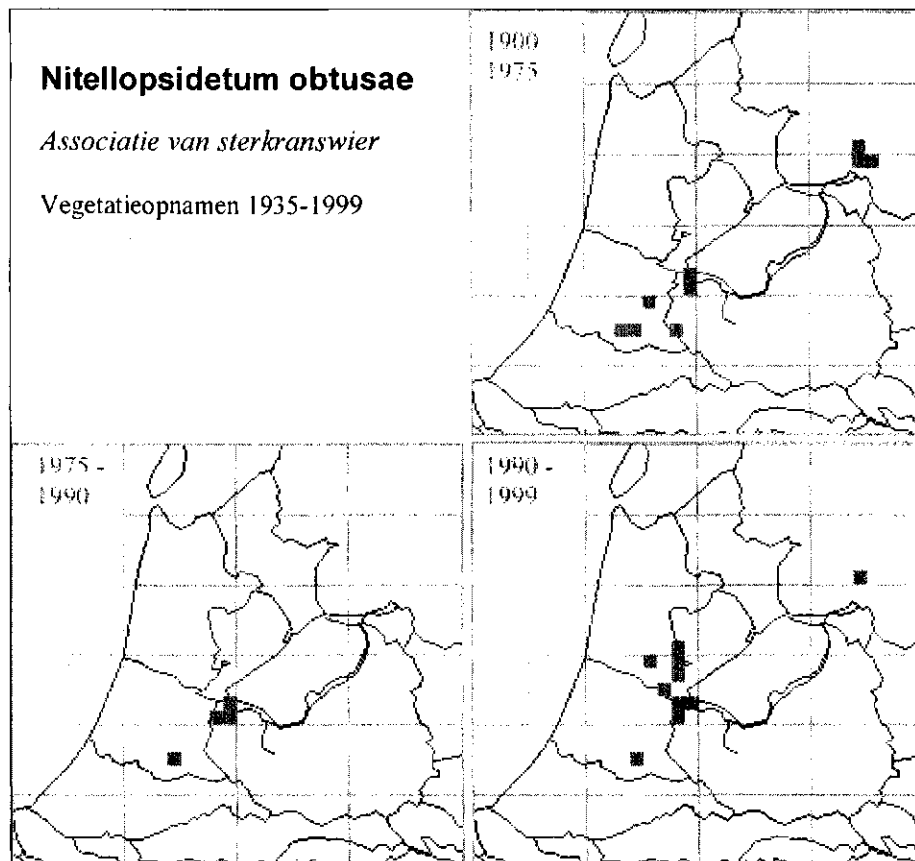 Nitellopsidetum obtusae
Associatie van sterkranswier
Vegetatieopnamen 1935-1999
1900
1975
1975 -
1990
1990 -
1999